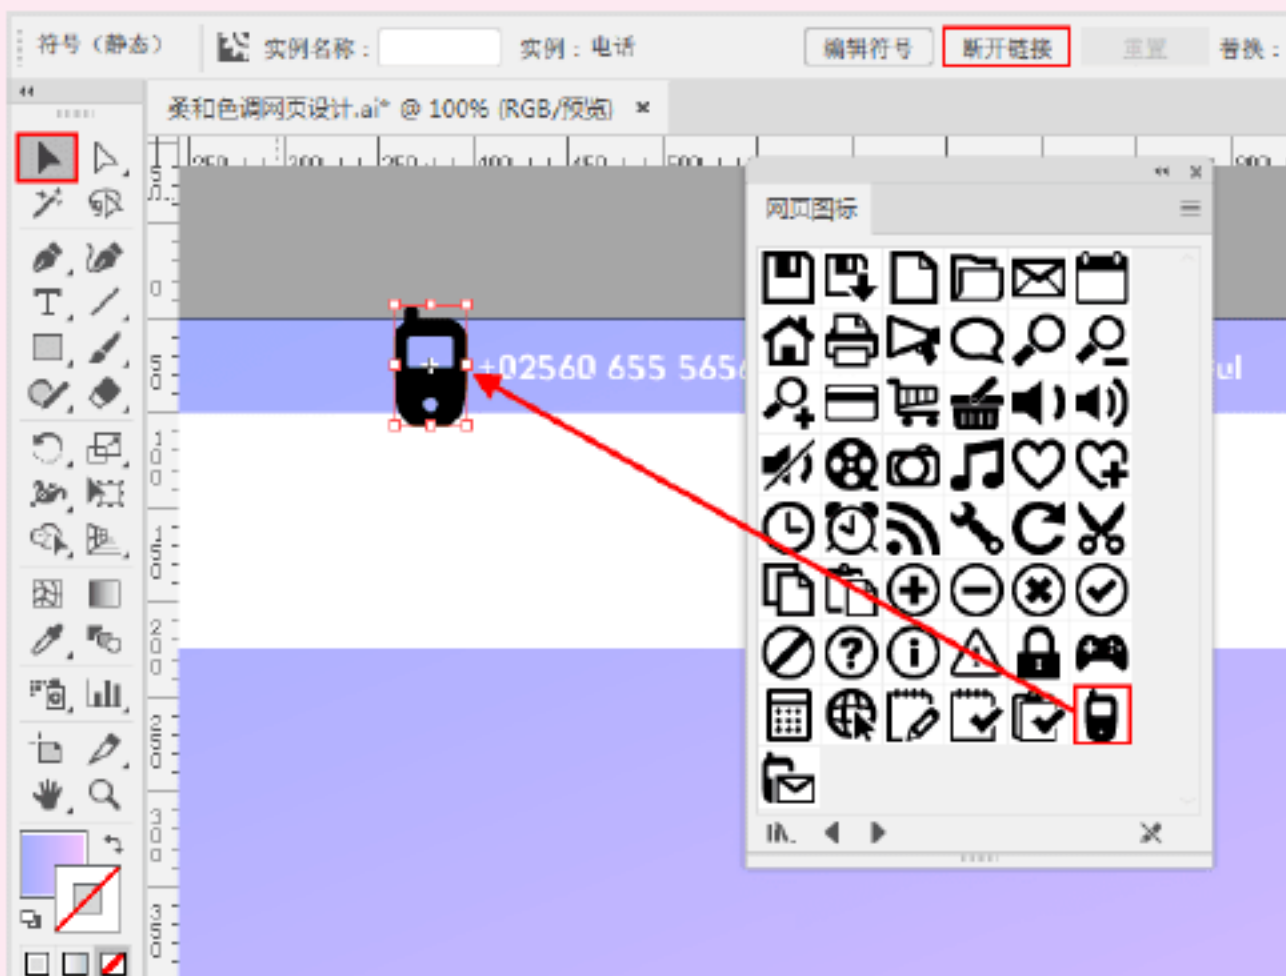 符号（静态）
实例名称：
实例：电话
编辑符号
断开链接
重置
替换：
柔和色调网页设计.ai* @ 100% (RGB/预览) ×
+02560 655 565
网页图标